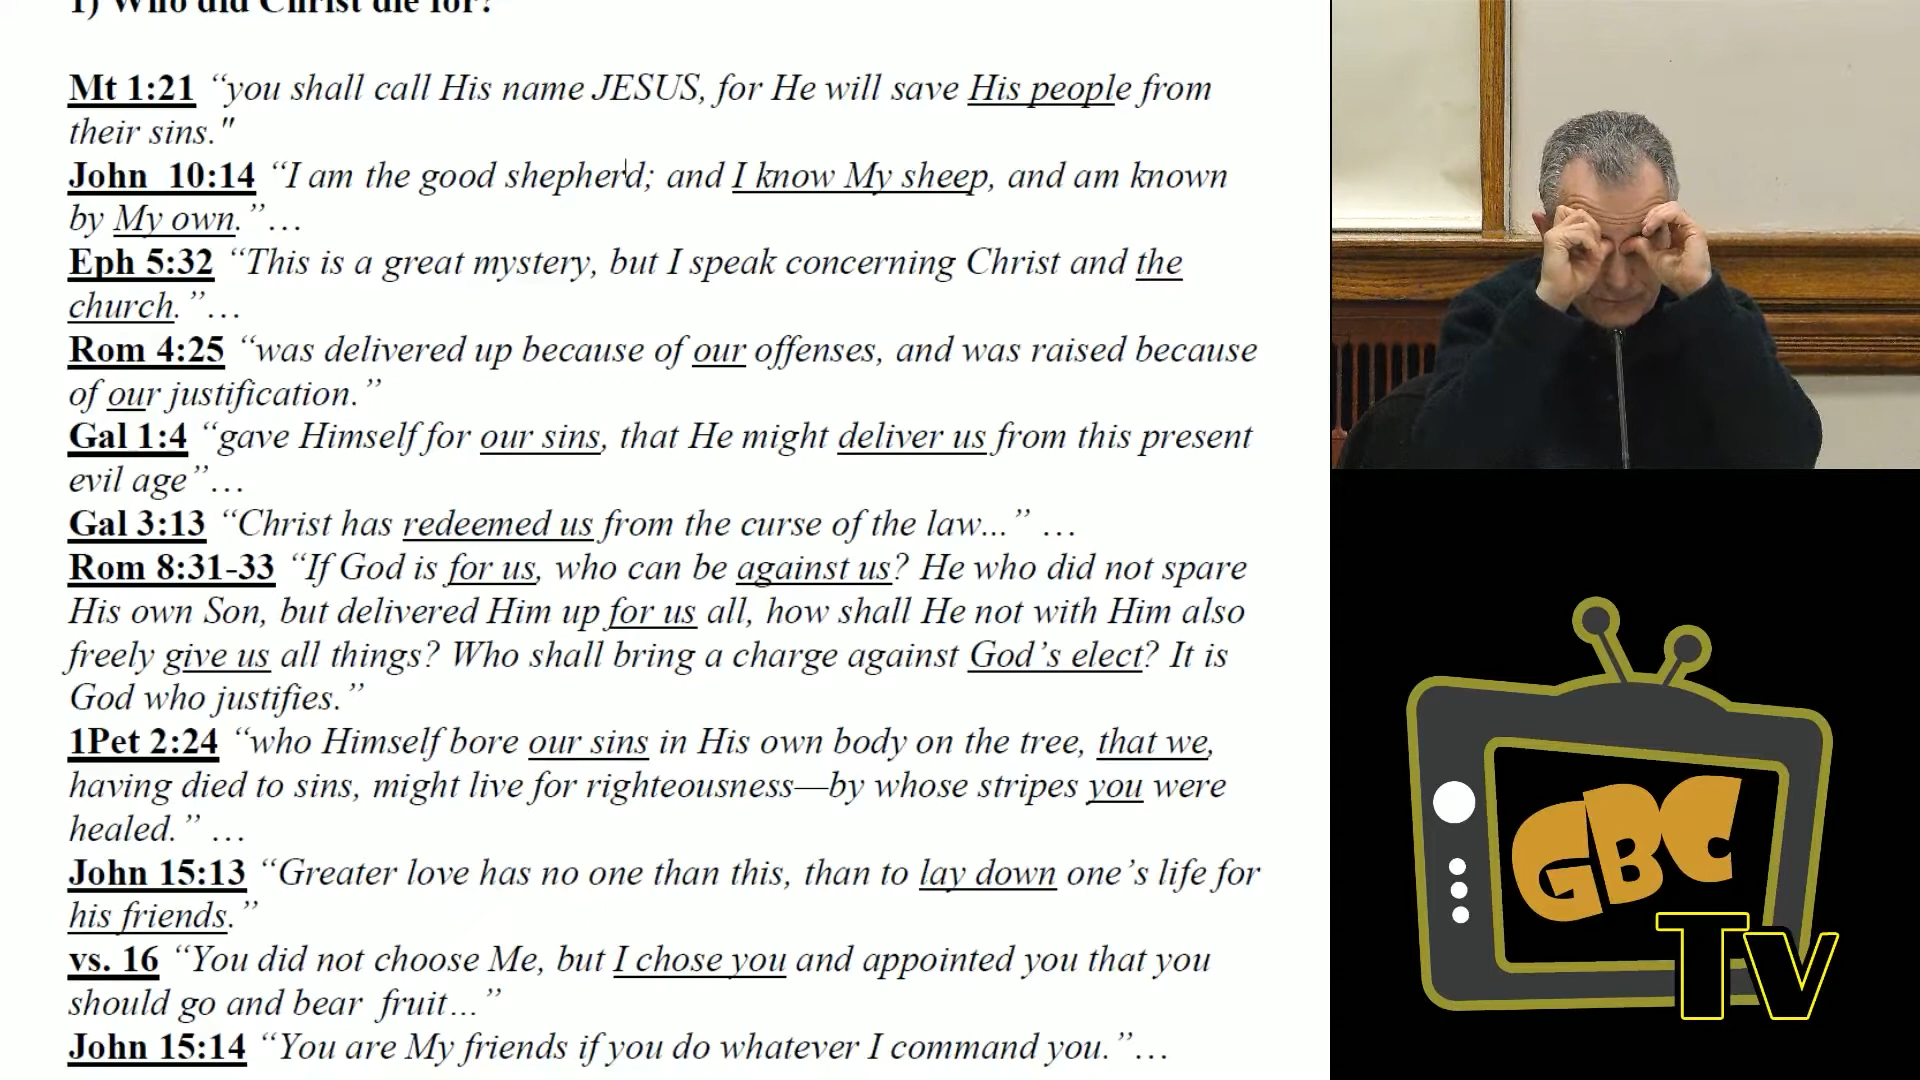 1) Who did Christ die for?
Mt 1:21 “you shall call His name JESUS, for He will save His people from
their sins."
John  10:14 “I am the good shepherd; and I know My sheep, and am known
by My own.”…
Eph 5:32 “This is a great mystery, but I speak concerning Christ and the
church.”…
Rom 4:25 “was delivered up because of our offenses, and was raised because
of our justification.”
Gal 1:4 “gave Himself for our sins, that He might deliver us from this present
evil age”…
Gal 3:13 “Christ has redeemed us from the curse of the law...” …
Rom 8:31-33 “If God is for us, who can be against us? He who did not spare
His own Son, but delivered Him up for us all, how shall He not with Him also
freely give us all things? Who shall bring a charge against God’s elect? It is
God who justifies.”
1Pet 2:24 “who Himself bore our sins in His own body on the tree, that we,
having died to sins, might live for righteousness—by whose stripes you were
healed.” …
John 15:13 “Greater love has no one than this, than to lay down one’s life for
his friends.”
vs. 16 “You did not choose Me, but I chose you and appointed you that you
should go and bear  fruit…”
John 15:14 “You are My friends if you do whatever I command you.”…
GBC
TV